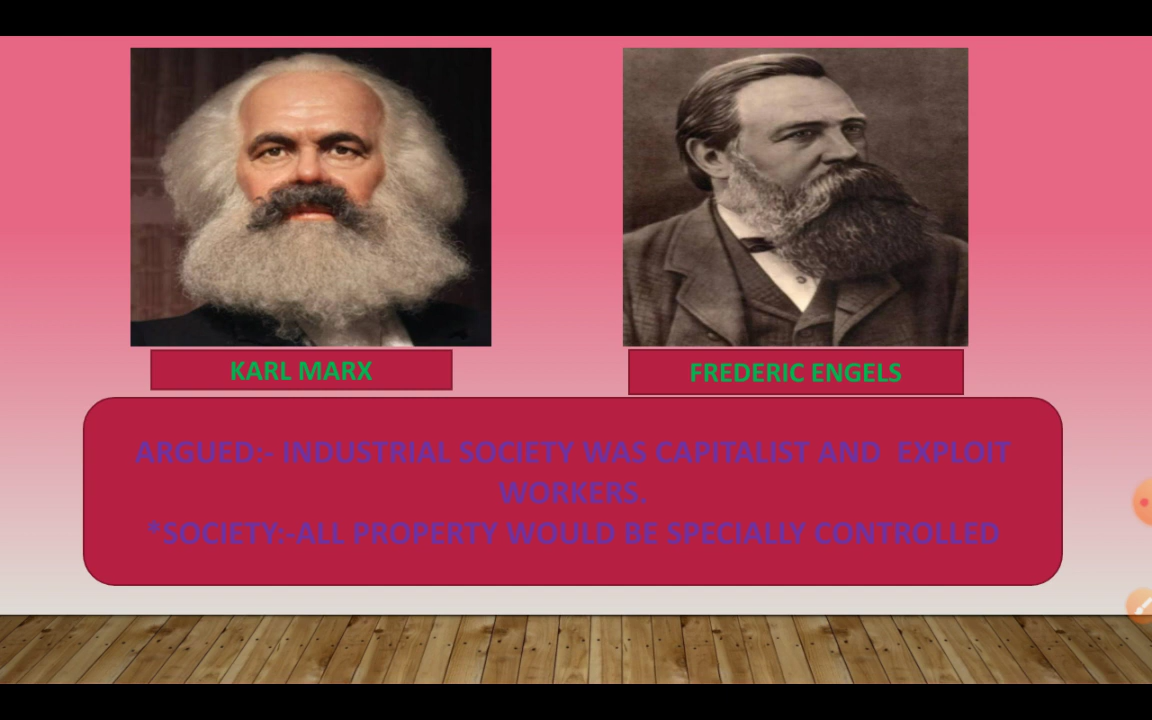 KARL MARX
FREDERIC ENGELS
ARGUED:- INDUSTRIAL SOCIETY WAS CAPITALIST AND  EXPLOIT
WORKERS.
*SOCIETY:-ALL PROPERTY WOULD BE SPECIALLY CONTROLLED